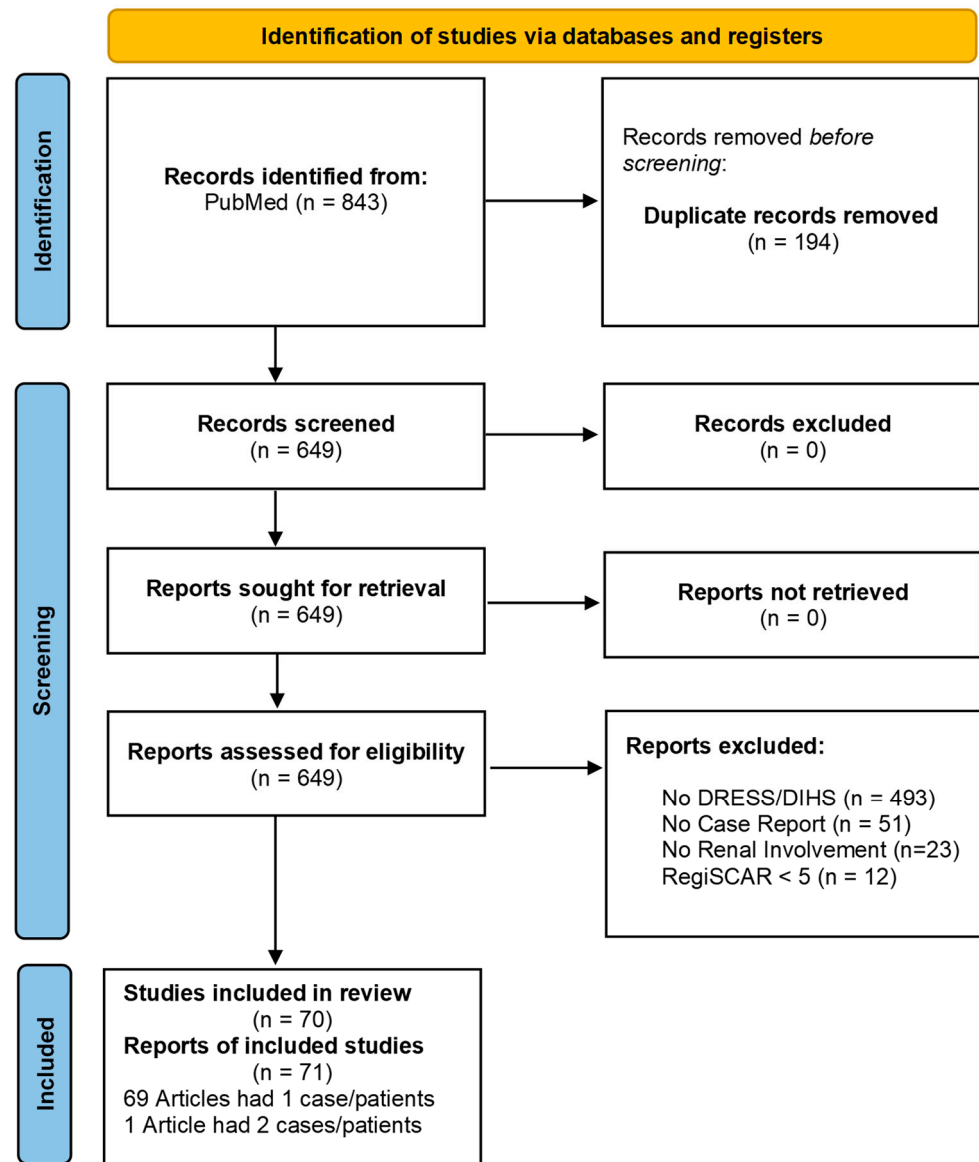 Identification of studies via databases and registers
Identification
Records identified from:
PubMed (n = 843)
Records removed before
screening:
Duplicate records removed
(n = 194)
Screening
Records screened
(n = 649)
Records excluded
(n = 0)
Reports sought for retrieval
(n = 649)
Reports not retrieved
(n = 0)
Reports assessed for eligibility
(n = 649)
Reports excluded:
No DRESS/DIHS (n = 493)
No Case Report (n = 51)
No Renal Involvement (n=23)
RegiSCAR < 5 (n = 12)
Included
Studies included in review
(n = 70)
Reports of included studies
(n = 71)
69 Articles had 1 case/patients
1 Article had 2 cases/patients